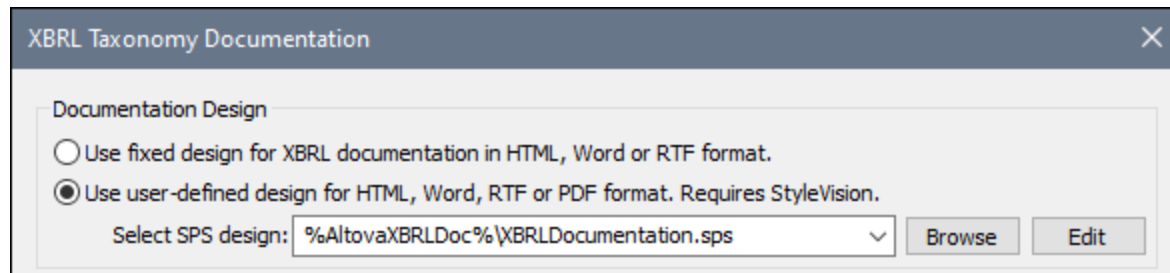 XBRL Taxonomy Documentation
Documentation Design
Use fixed design for XBRL documentation in HTML, Word or RTF format.
Use user-defined design for HTML, Word, RTF or PDF format. Requires StyleVision.
Select SPS design: %AltovaXBRLDoc%\XBRLDocumentation.sps Browse Edit